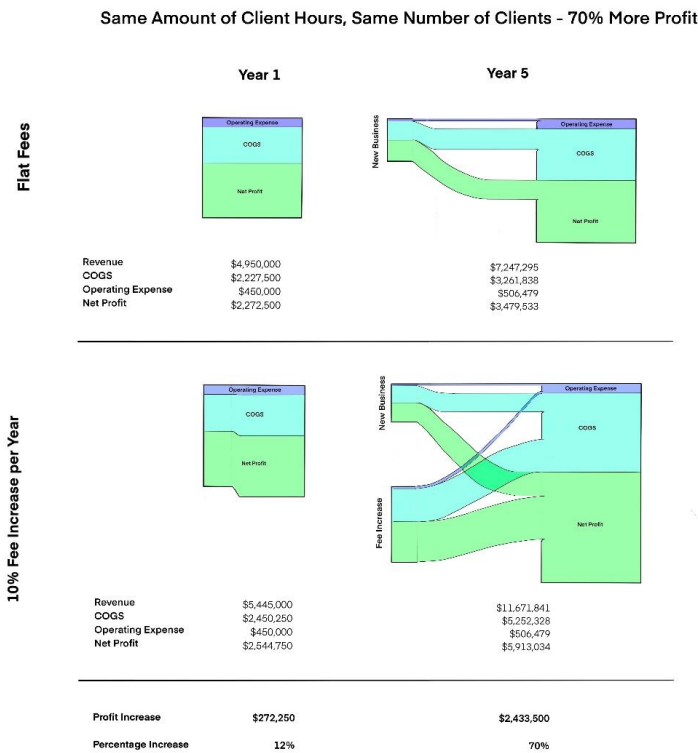 Same Amount of Client Hours, Same Number of Clients - 70% More Profit
Year 1
Year 5
Flat Fees
Operating Expense
COGS
Net Profit
New Business
Operating Expense
COGS
Net Profit
Revenue $4,950,000 $7,247,295
COGS $2,227,500 $3,261,838
Operating Expense $450,000 $506,479
Net Profit $2,272,500 $3,479,533
10% Fee Increase per Year
Operating Expense
COGS
Net Profit
New Business
Fee Increase
Operating Expense
COGS
Net Profit
Revenue $5,445,000 $11,671,841
COGS $2,450,250 $5,252,328
Operating Expense $450,000 $506,479
Net Profit $2,544,750 $5,913,034
Profit Increase $272,250 $2,433,500
Percentage Increase 12% 70%